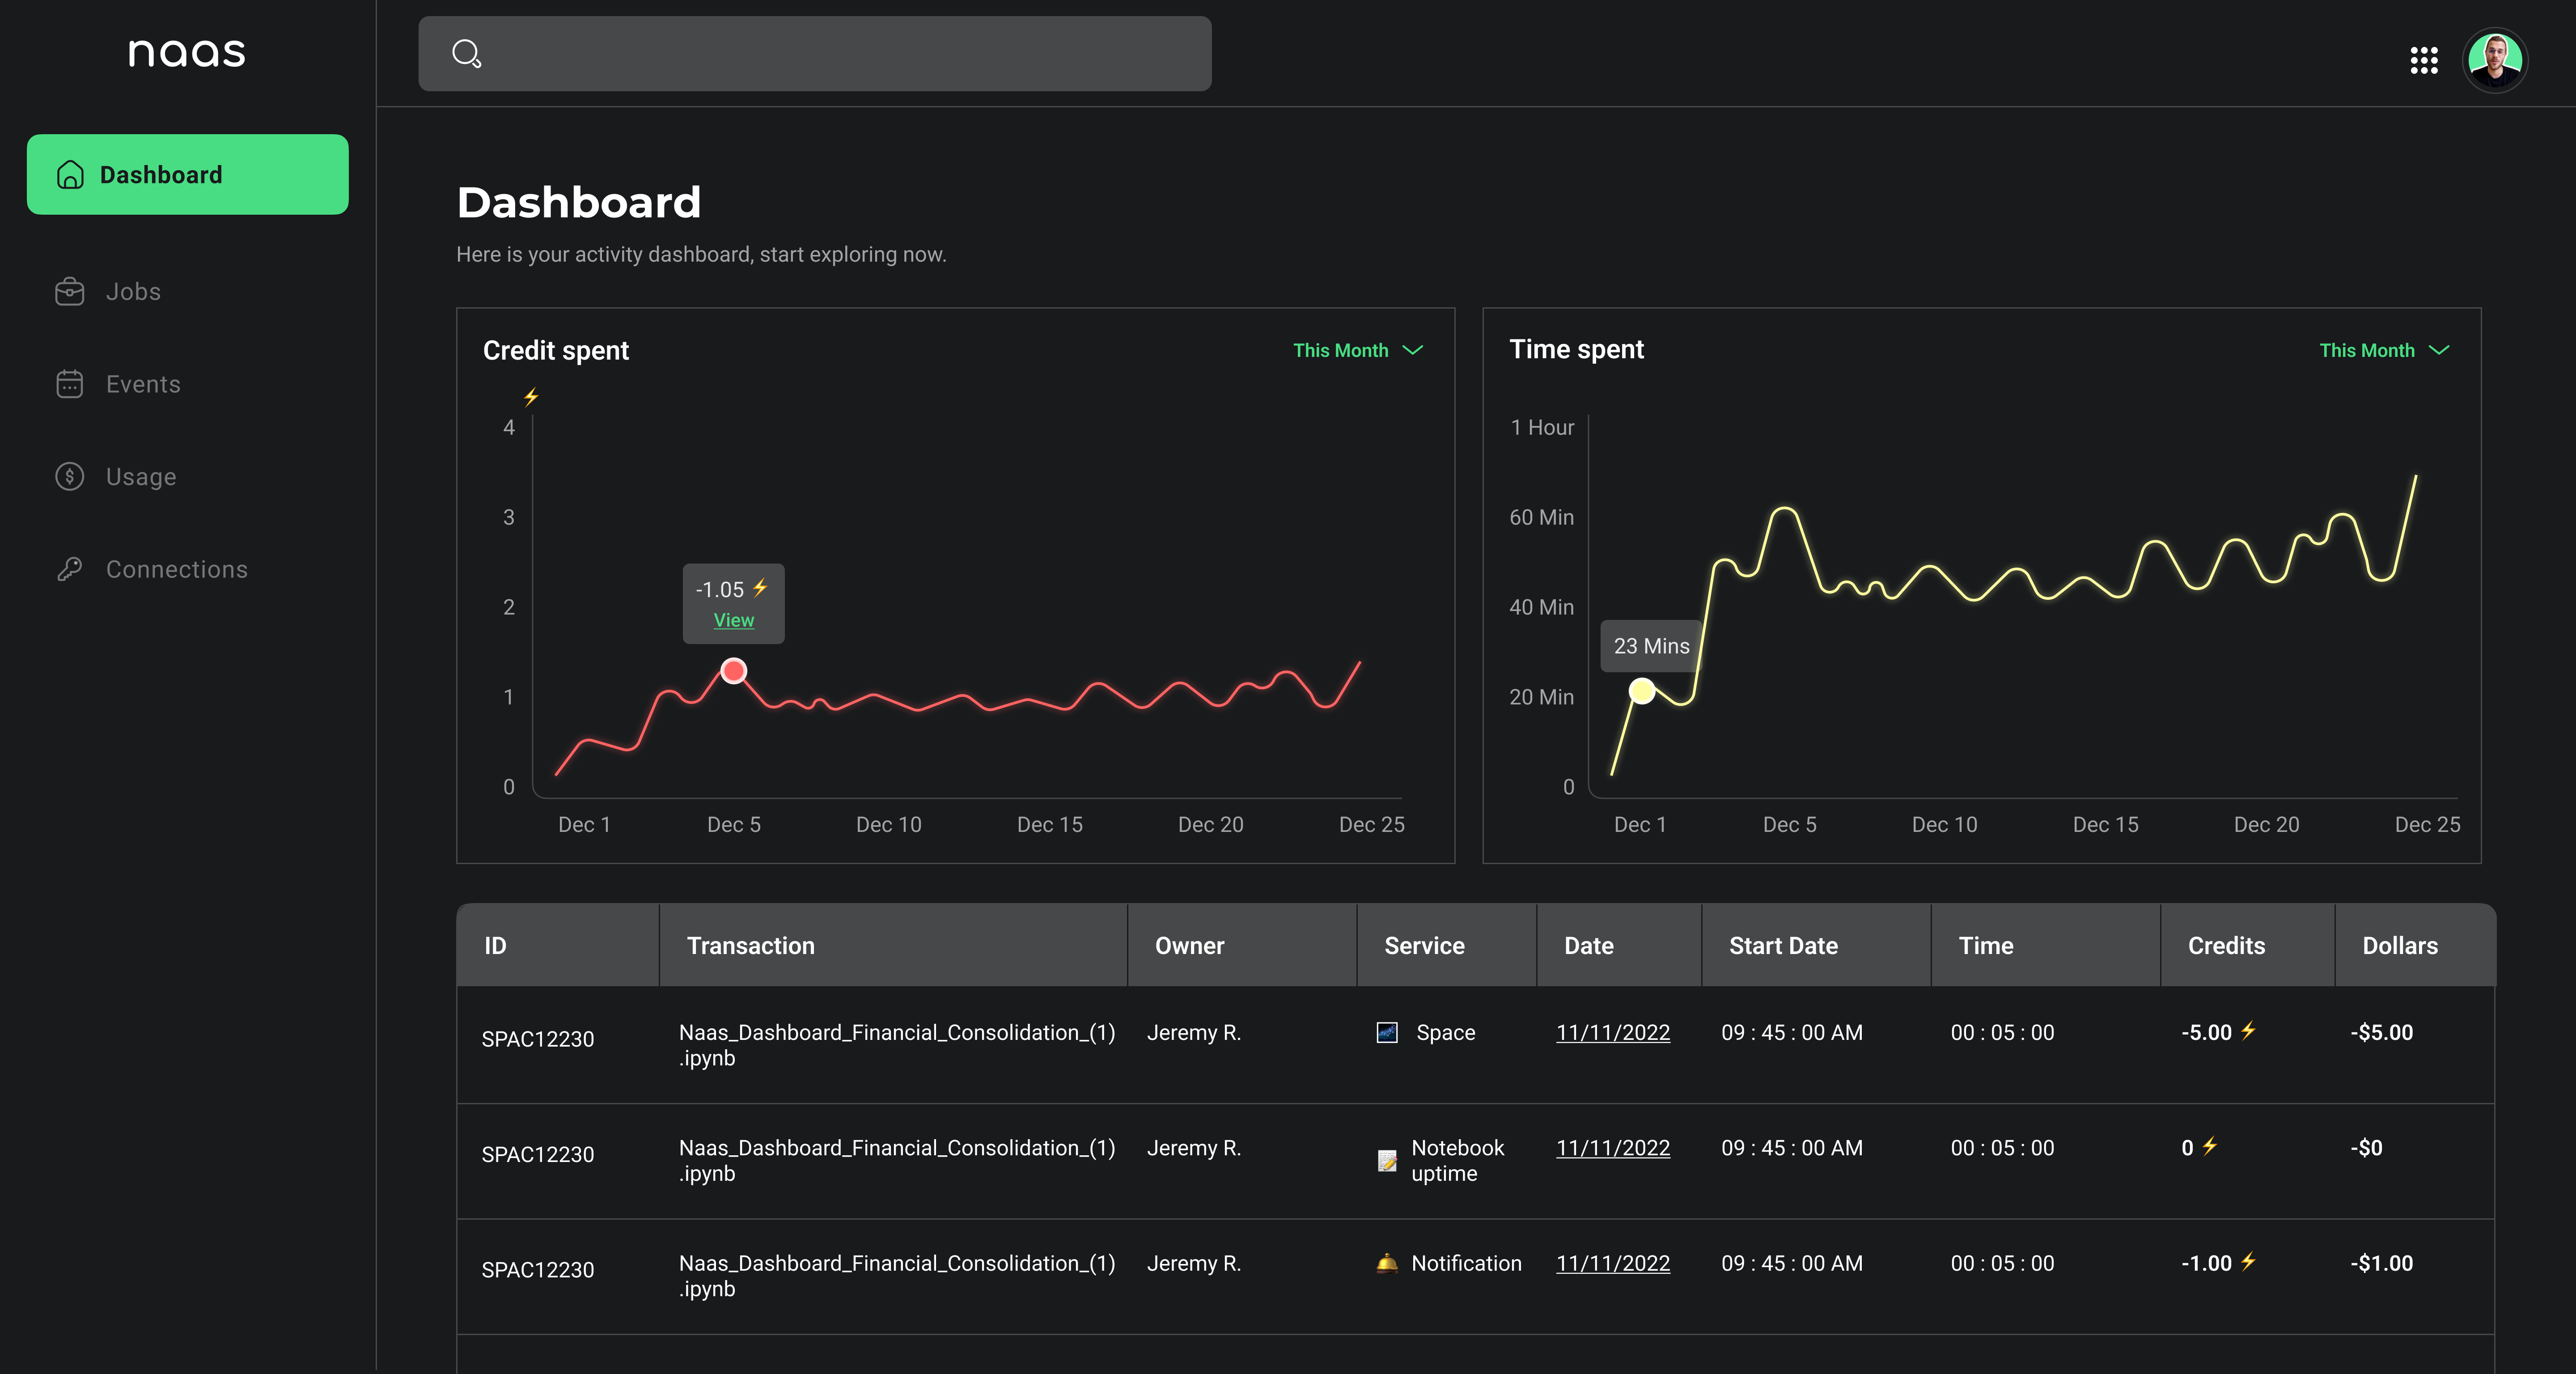 naas
Dashboard
Jobs
Events
Usage
Connections
Dashboard
Here is your activity dashboard, start exploring now.
Credit spent
This Month
⚡
4
3
2
1
0
-1.05 ⚡
View
Dec 1
Dec 5
Dec 10
Dec 15
Dec 20
Dec 25
Time spent
This Month
1 Hour
60 Min
40 Min
20 Min
0
23 Mins
Dec 1
Dec 5
Dec 10
Dec 15
Dec 20
Dec 25
ID Transaction Owner Service Date Start Date Time Credits Dollars
SPAC12230 Naas_Dashboard_Financial_Consolidation_(1) Jeremy R. Space 11/11/2022 09 : 45 : 00 AM 00 : 05 : 00 -5.00 ⚡ -$5.00
.ipynb
SPAC12230 Naas_Dashboard_Financial_Consolidation_(1) Jeremy R. Notebook 11/11/2022 09 : 45 : 00 AM 00 : 05 : 00 0 ⚡ -$0
.ipynb uptime
SPAC12230 Naas_Dashboard_Financial_Consolidation_(1) Jeremy R. Notification 11/11/2022 09 : 45 : 00 AM 00 : 05 : 00 -1.00 ⚡ -$1.00
.ipynb